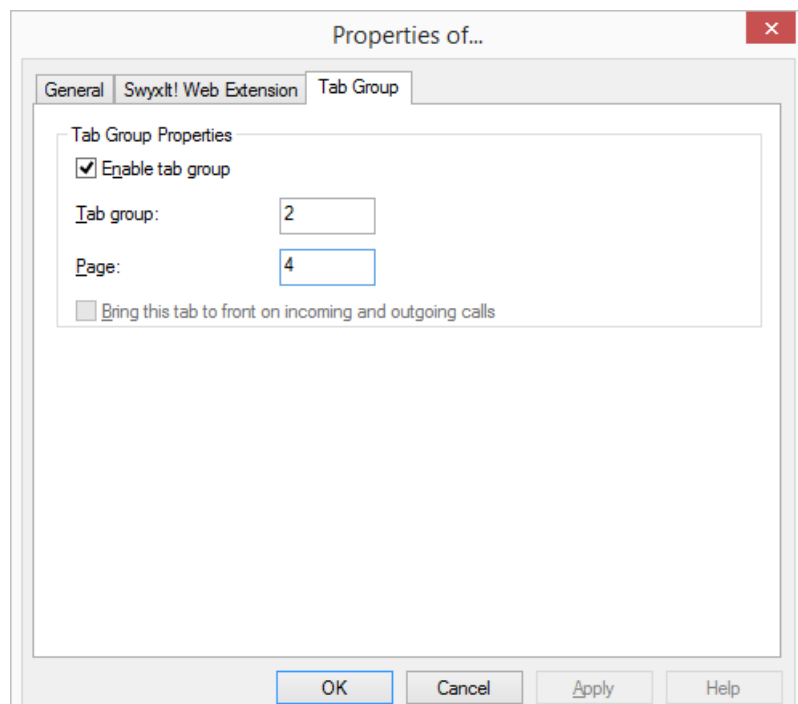 Properties of...
General SwyxIt! Web Extension Tab Group
Tab Group Properties
Enable tab group
Tab group: 2
Page: 4
Bring this tab to front on incoming and outgoing calls
OK Cancel Apply Help